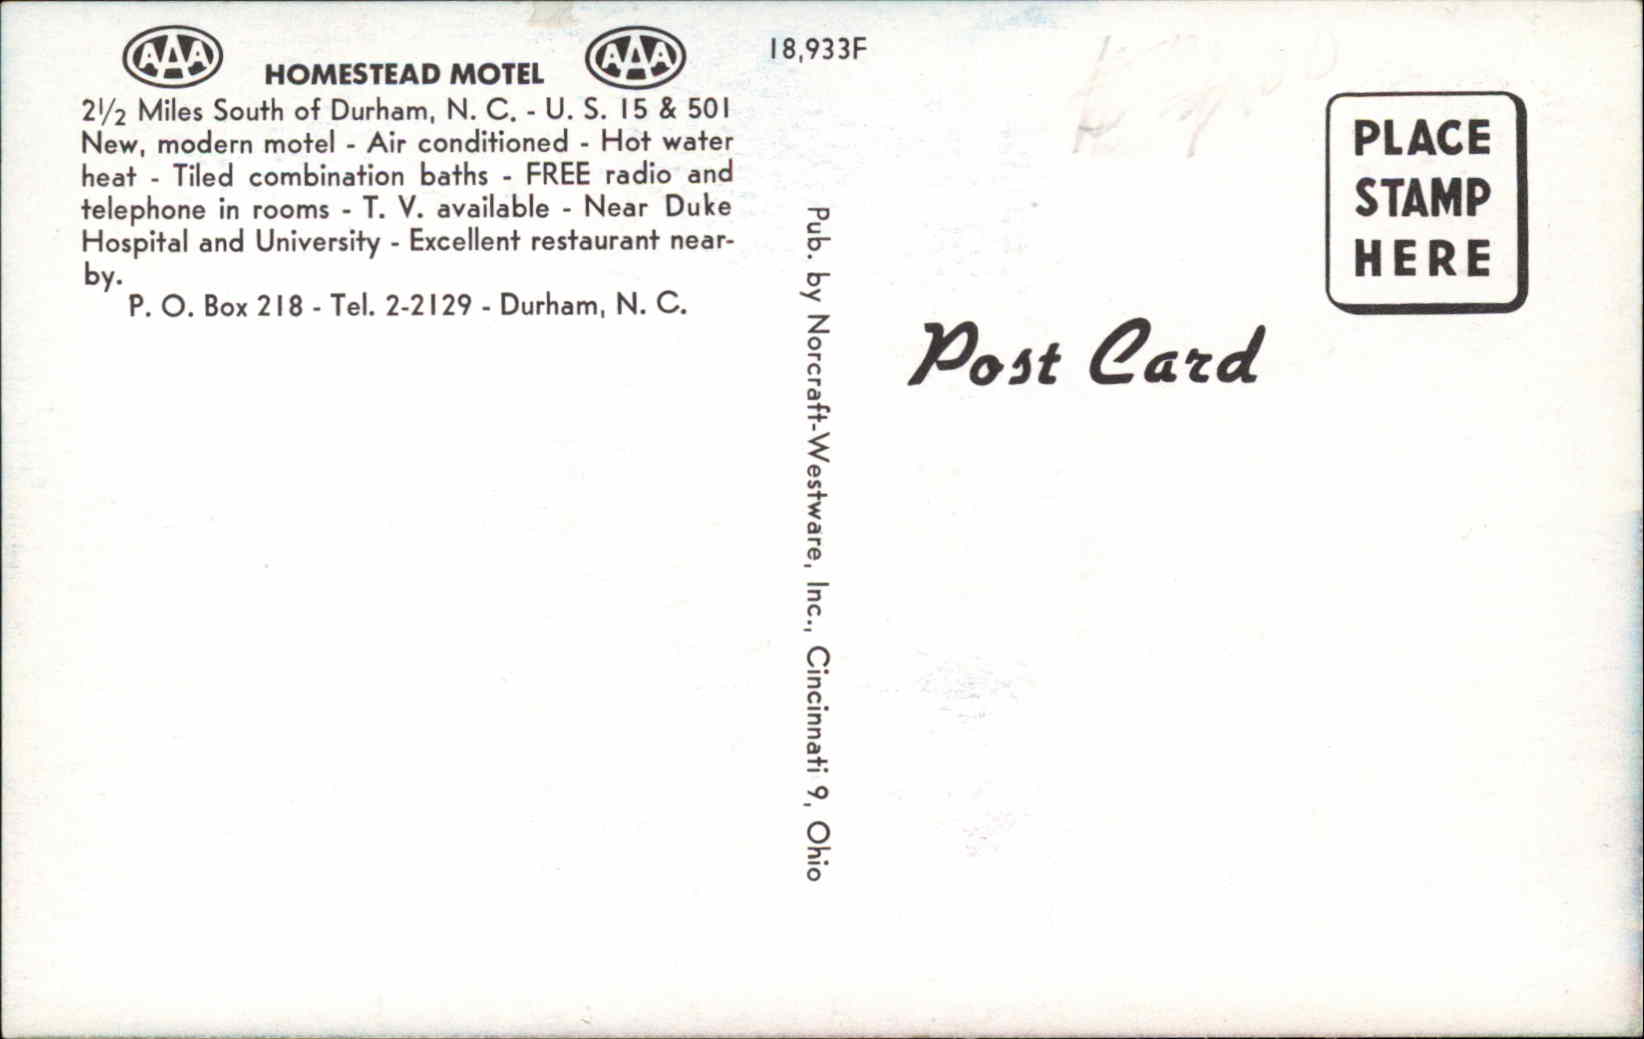 AAA HOMESTEAD MOTEL AAA
2½ Miles South of Durham, N. C. - U. S. 15 & 501
New, modern motel - Air conditioned - Hot water
heat - Tiled combination baths - FREE radio and
telephone in rooms - T. V. available - Near Duke
Hospital and University - Excellent restaurant near-
by.
P. O. Box 218 - Tel. 2-2129 - Durham, N. C.
18,933F
Pub. by Norcraft-Westware, Inc., Cincinnati 9, Ohio
Post Card
PLACE
STAMP
HERE